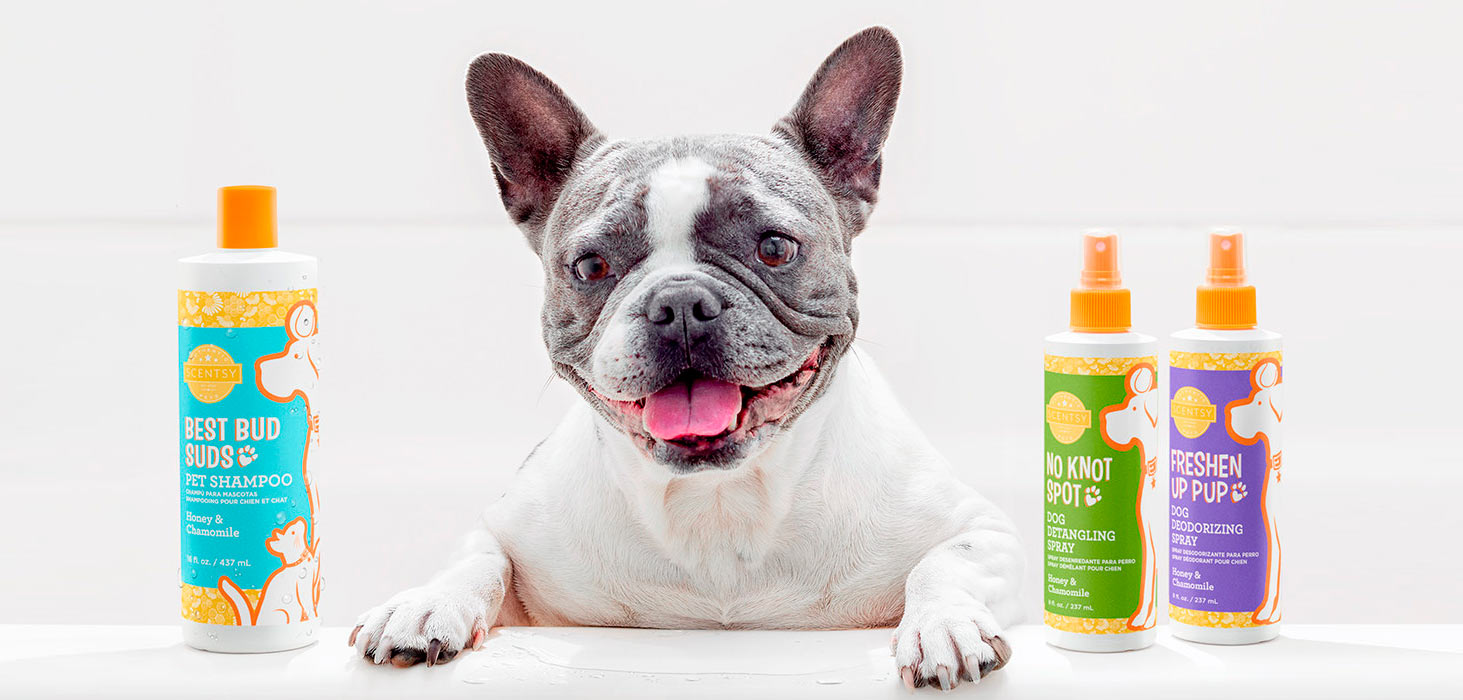 SCENTSY
BEST BUD
SUDS
PET SHAMPOO
CHAMPÚ PARA MASCOTAS
SHAMPOOING POUR CHIEN ET CHAT
Honey &
Chamomile
16 fl. oz. / 437 mL
SCENTSY
NO KNOT
SPOT
DOG
DETANGLING
SPRAY
SPRAY DESENREDANTE PARA PERRO
SPRAY DÉMÊLANT POUR CHIEN
Honey &
Chamomile
8 fl. oz. / 237 mL
SCENTSY
FRESHEN
UP PUP
DOG
DEODORIZING
SPRAY
SPRAY DESODORIZANTE PARA PERRO
SPRAY DÉODORANT POUR CHIEN
Honey &
Chamomile
8 fl. oz. / 237 mL